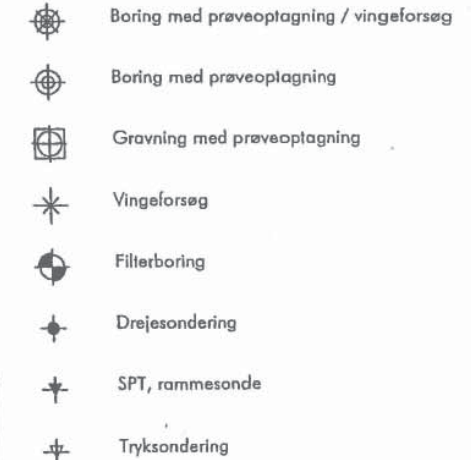 Boring med prøveoptagning / vingeforsøg
Boring med prøveoptagning
Gravning med prøveoptagning
Vingeforsøg
Filterboring
Drejesondering
SPT, rammesonde
Tryksondering